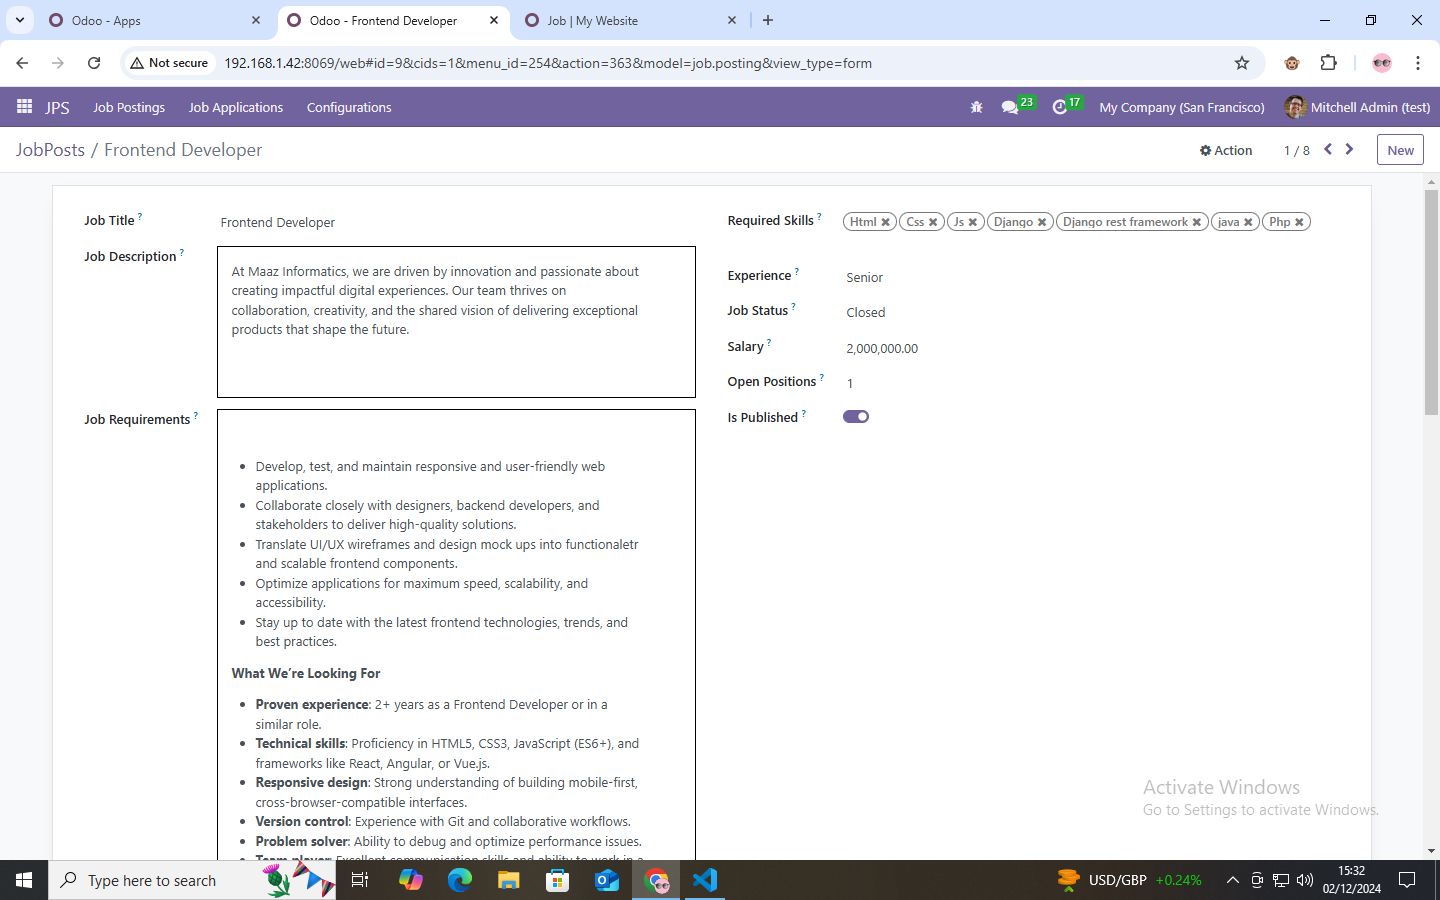 Odoo - Apps
Odoo - Frontend Developer
Job | My Website
Not secure
192.168.1.42:8069/web#id=9&cids=1&menu_id=254&action=363&model=job.posting&view_type=form
JPS
Job Postings
Job Applications
Configurations
23
17
My Company (San Francisco)
Mitchell Admin (test)
JobPosts / Frontend Developer
Action
1 / 8
New
Job Title ?
Frontend Developer
Job Description ?
At Maaz Informatics, we are driven by innovation and passionate about
creating impactful digital experiences. Our team thrives on
collaboration, creativity, and the shared vision of delivering exceptional
products that shape the future.
Job Requirements ?
Develop, test, and maintain responsive and user-friendly web
applications.
Collaborate closely with designers, backend developers, and
stakeholders to deliver high-quality solutions.
Translate UI/UX wireframes and design mock ups into functionaletr
and scalable frontend components.
Optimize applications for maximum speed, scalability, and
accessibility.
Stay up to date with the latest frontend technologies, trends, and
best practices.
What We’re Looking For
Proven experience: 2+ years as a Frontend Developer or in a
similar role.
Technical skills: Proficiency in HTML5, CSS3, JavaScript (ES6+), and
frameworks like React, Angular, or Vue.js.
Responsive design: Strong understanding of building mobile-first,
cross-browser-compatible interfaces.
Version control: Experience with Git and collaborative workflows.
Problem solver: Ability to debug and optimize performance issues.
Team player: Excellent communication skills and ability to work in a
Required Skills ?
Html
Css
Js
Django
Django rest framework
java
Php
Experience ?
Senior
Job Status ?
Closed
Salary ?
2,000,000.00
Open Positions ?
1
Is Published ?
Activate Windows
Go to Settings to activate Windows.
Type here to search
USD/GBP +0.24%
15:32
02/12/2024